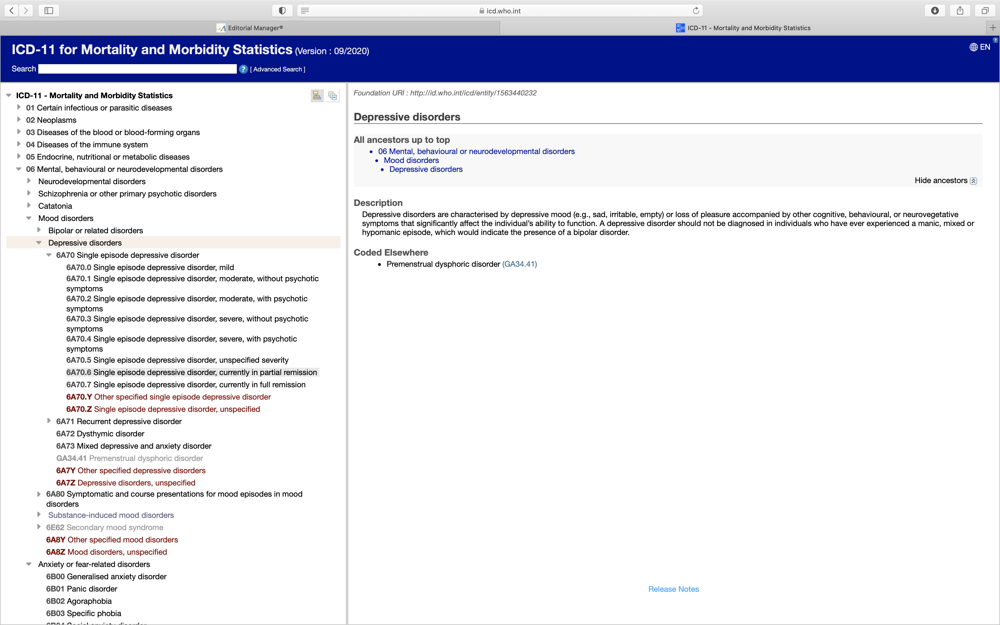 icd.who.int
Editorial Manager®
ICD-11 - Mortality and Morbidity Statistics
ICD-11 for Mortality and Morbidity Statistics (Version : 09/2020)
EN
Search
? [ Advanced Search ]
ICD-11 - Mortality and Morbidity Statistics
01 Certain infectious or parasitic diseases
02 Neoplasms
03 Diseases of the blood or blood-forming organs
04 Diseases of the immune system
05 Endocrine, nutritional or metabolic diseases
06 Mental, behavioural or neurodevelopmental disorders
Neurodevelopmental disorders
Schizophrenia or other primary psychotic disorders
Catatonia
Mood disorders
Bipolar or related disorders
Depressive disorders
6A70 Single episode depressive disorder
6A70.0 Single episode depressive disorder, mild
6A70.1 Single episode depressive disorder, moderate, without psychotic
symptoms
6A70.2 Single episode depressive disorder, moderate, with psychotic
symptoms
6A70.3 Single episode depressive disorder, severe, without psychotic
symptoms
6A70.4 Single episode depressive disorder, severe, with psychotic
symptoms
6A70.5 Single episode depressive disorder, unspecified severity
6A70.6 Single episode depressive disorder, currently in partial remission
6A70.7 Single episode depressive disorder, currently in full remission
6A70.Y Other specified single episode depressive disorder
6A70.Z Single episode depressive disorder, unspecified
6A71 Recurrent depressive disorder
6A72 Dysthymic disorder
6A73 Mixed depressive and anxiety disorder
GA34.41 Premenstrual dysphoric disorder
6A7Y Other specified depressive disorders
6A7Z Depressive disorders, unspecified
6A80 Symptomatic and course presentations for mood episodes in mood
disorders
Substance-induced mood disorders
6E62 Secondary mood syndrome
6A8Y Other specified mood disorders
6A8Z Mood disorders, unspecified
Anxiety or fear-related disorders
6B00 Generalised anxiety disorder
6B01 Panic disorder
6B02 Agoraphobia
6B03 Specific phobia
Foundation URI : http://id.who.int/icd/entity/1563440232
Depressive disorders
All ancestors up to top
06 Mental, behavioural or neurodevelopmental disorders
Mood disorders
Depressive disorders
Hide ancestors
Description
Depressive disorders are characterised by depressive mood (e.g., sad, irritable, empty) or loss of pleasure accompanied by other cognitive, behavioural, or neurovegetative
symptoms that significantly affect the individual’s ability to function. A depressive disorder should not be diagnosed in individuals who have ever experienced a manic, mixed or
hypomanic episode, which would indicate the presence of a bipolar disorder.
Coded Elsewhere
Premenstrual dysphoric disorder (GA34.41)
Release Notes